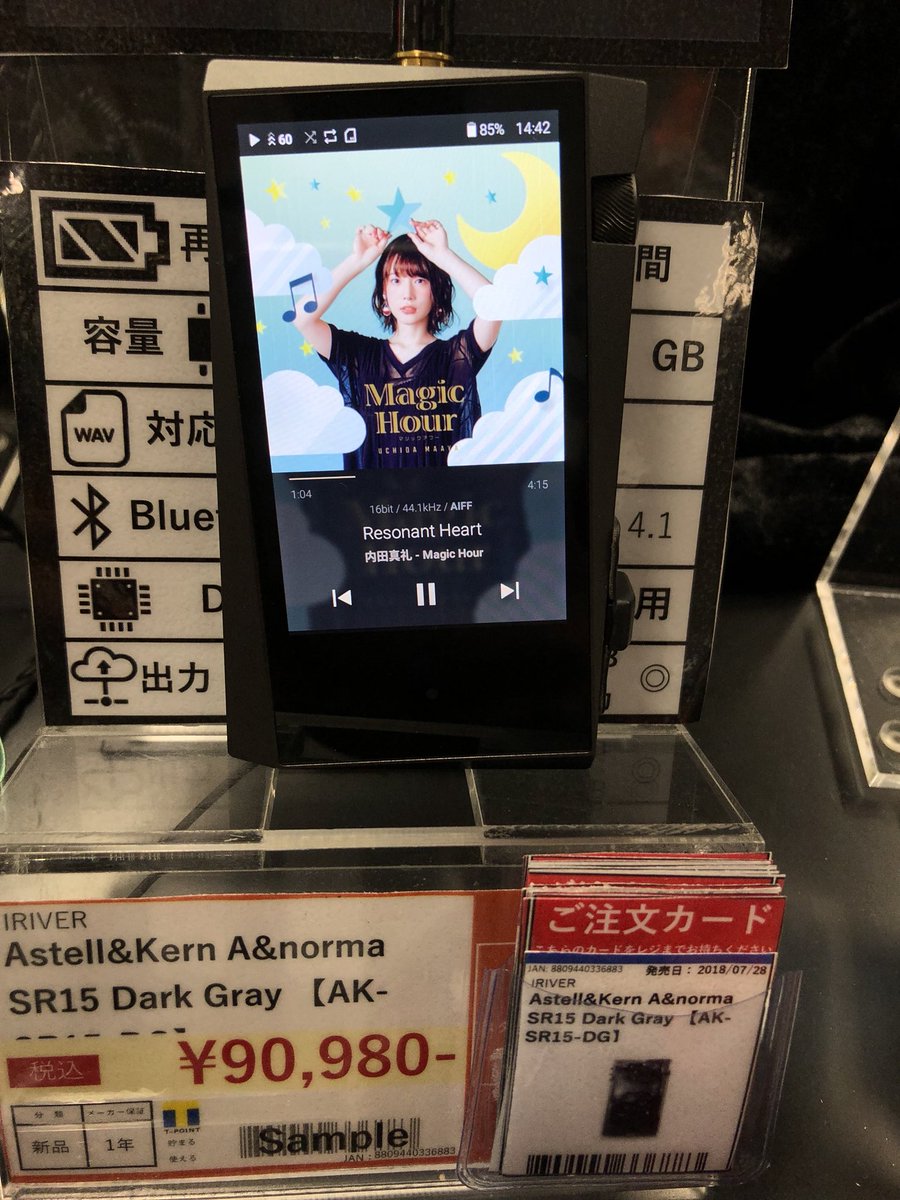 60
85% 14:42
再
間
容量
GB
WAV 対応
Blue
4.1
D
用
出力
Magic
Hour
マジックアワー
UCHIDA MAAYA
1:04
4:15
16bit / 44.1kHz / AIFF
Resonant Heart
内田真礼 - Magic Hour
IRIVER
Astell&Kern A&norma
SR15 Dark Gray 【AK-
SR15-DG】
税込
¥90,980-
分類 メーカー保証
新品 1年
T-POINT
貯まる
使える
Sample
JAN : 8809440336883
ご注文カード
こちらのカードをレジまでお持ちください
JAN: 8809440336883 発売日: 2018/07/28
IRIVER
Astell&Kern A&norma
SR15 Dark Gray 【AK-
SR15-DG】